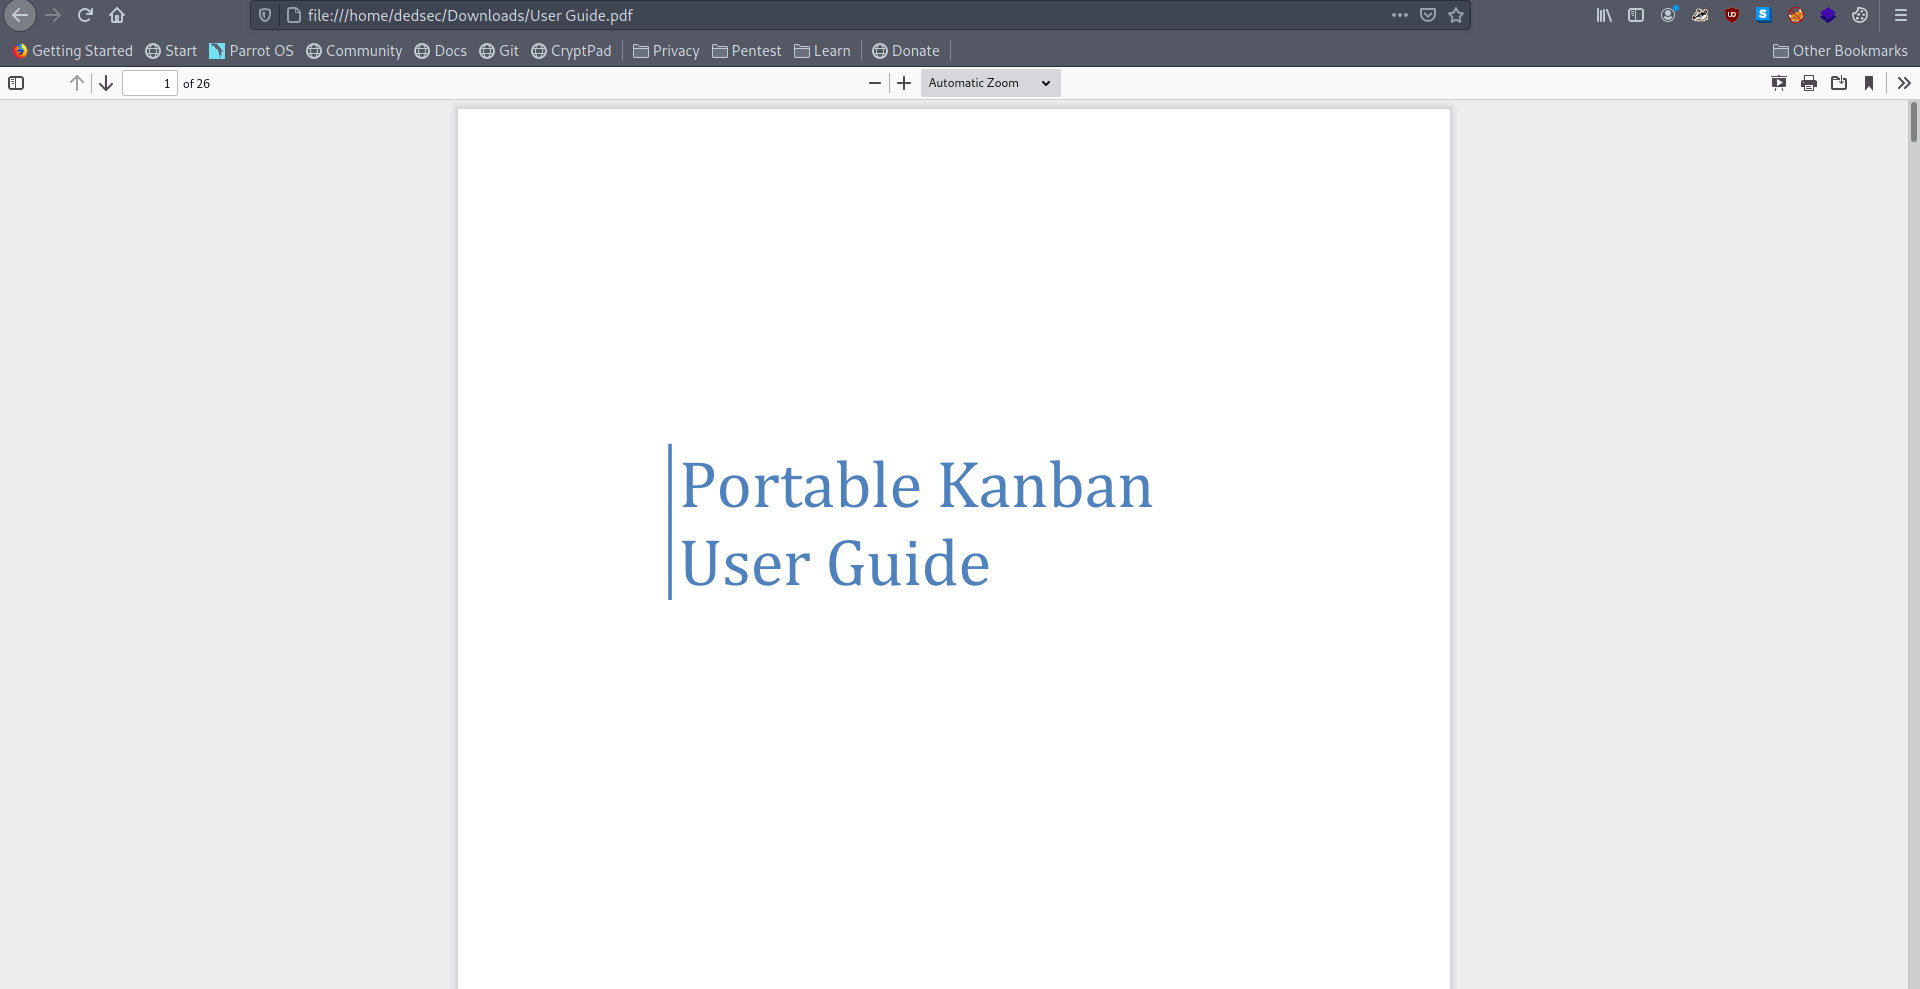 file:///home/dedsec/Downloads/User Guide.pdf
Getting Started Start Parrot OS Community Docs Git CryptPad Privacy Pentest Learn Donate Other Bookmarks
1 of 26 Automatic Zoom
Portable Kanban
User Guide